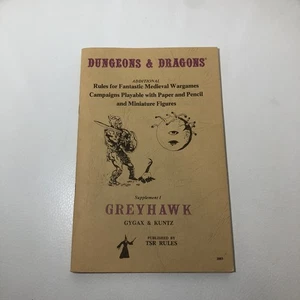 DUNGEONS & DRAGONS
ADDITIONAL
Rules for Fantastic Medieval Wargames
Campaigns Playable with Paper and Pencil
and Miniature Figures
Supplement I
GREYHAWK
GYGAX & KUNTZ
PUBLISHED BY
TSR RULES